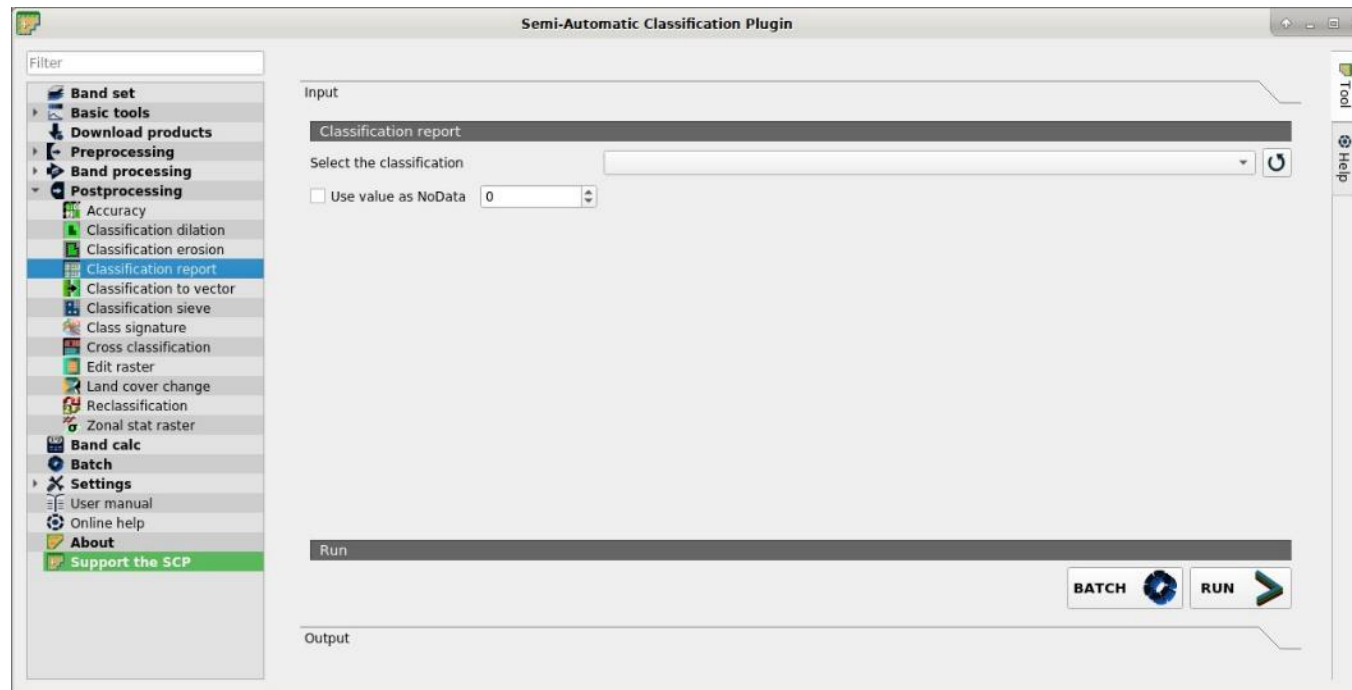 Semi-Automatic Classification Plugin
Filter
Band set
Basic tools
Download products
Preprocessing
Band processing
Postprocessing
Accuracy
Classification dilation
Classification erosion
Classification report
Classification to vector
Classification sieve
Class signature
Cross classification
Edit raster
Land cover change
Reclassification
Zonal stat raster
Band calc
Batch
Settings
User manual
Online help
About
Support the SCP
Input
Classification report
Select the classification
Use value as NoData 0
Run
BATCH RUN
Output
Tool
Help